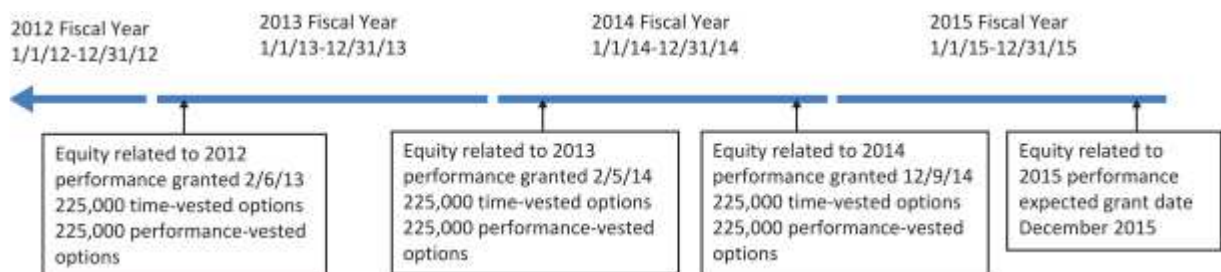 2012 Fiscal Year
1/1/12-12/31/12
2013 Fiscal Year
1/1/13-12/31/13
2014 Fiscal Year
1/1/14-12/31/14
2015 Fiscal Year
1/1/15-12/31/15
Equity related to 2012
performance granted 2/6/13
225,000 time-vested options
225,000 performance-vested
options
Equity related to 2013
performance granted 2/5/14
225,000 time-vested options
225,000 performance-vested
options
Equity related to 2014
performance granted 12/9/14
225,000 time-vested options
225,000 performance-vested
options
Equity related to
2015 performance
expected grant date
December 2015